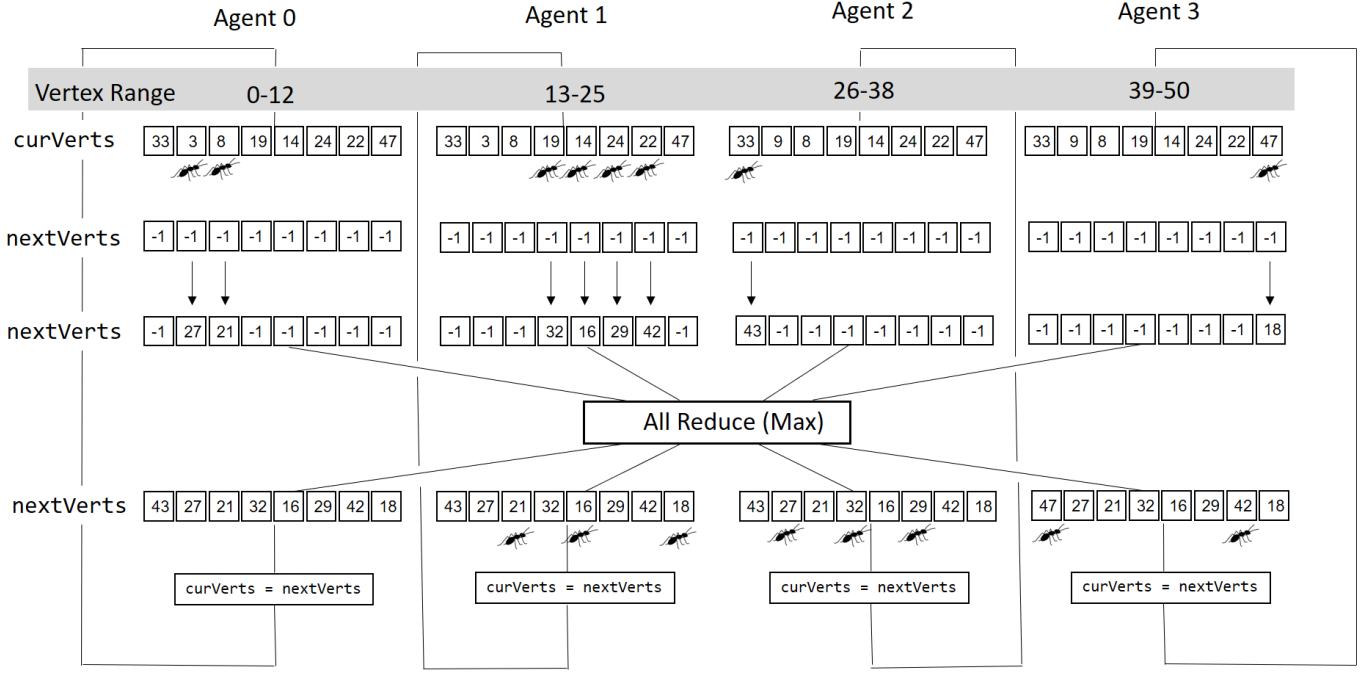 Agent 0 Agent 1 Agent 2 Agent 3
Vertex Range 0-12 13-25 26-38 39-50
curVerts 33 3 8 19 14 24 22 47 33 3 8 19 14 24 22 47 33 9 8 19 14 24 22 47 33 9 8 19 14 24 22 47
nextVerts -1 -1 -1 -1 -1 -1 -1 -1 -1 -1 -1 -1 -1 -1 -1 -1 -1 -1 -1 -1 -1 -1 -1 -1 -1 -1 -1 -1 -1 -1 -1 -1
nextVerts -1 27 21 -1 -1 -1 -1 -1 -1 -1 -1 32 16 29 42 -1 43 -1 -1 -1 -1 -1 -1 -1 -1 -1 -1 -1 -1 -1 -1 18
All Reduce (Max)
nextVerts 43 27 21 32 16 29 42 18 43 27 21 32 16 29 42 18 43 27 21 32 16 29 42 18 47 27 21 32 16 29 42 18
curVerts = nextVerts curVerts = nextVerts curVerts = nextVerts curVerts = nextVerts